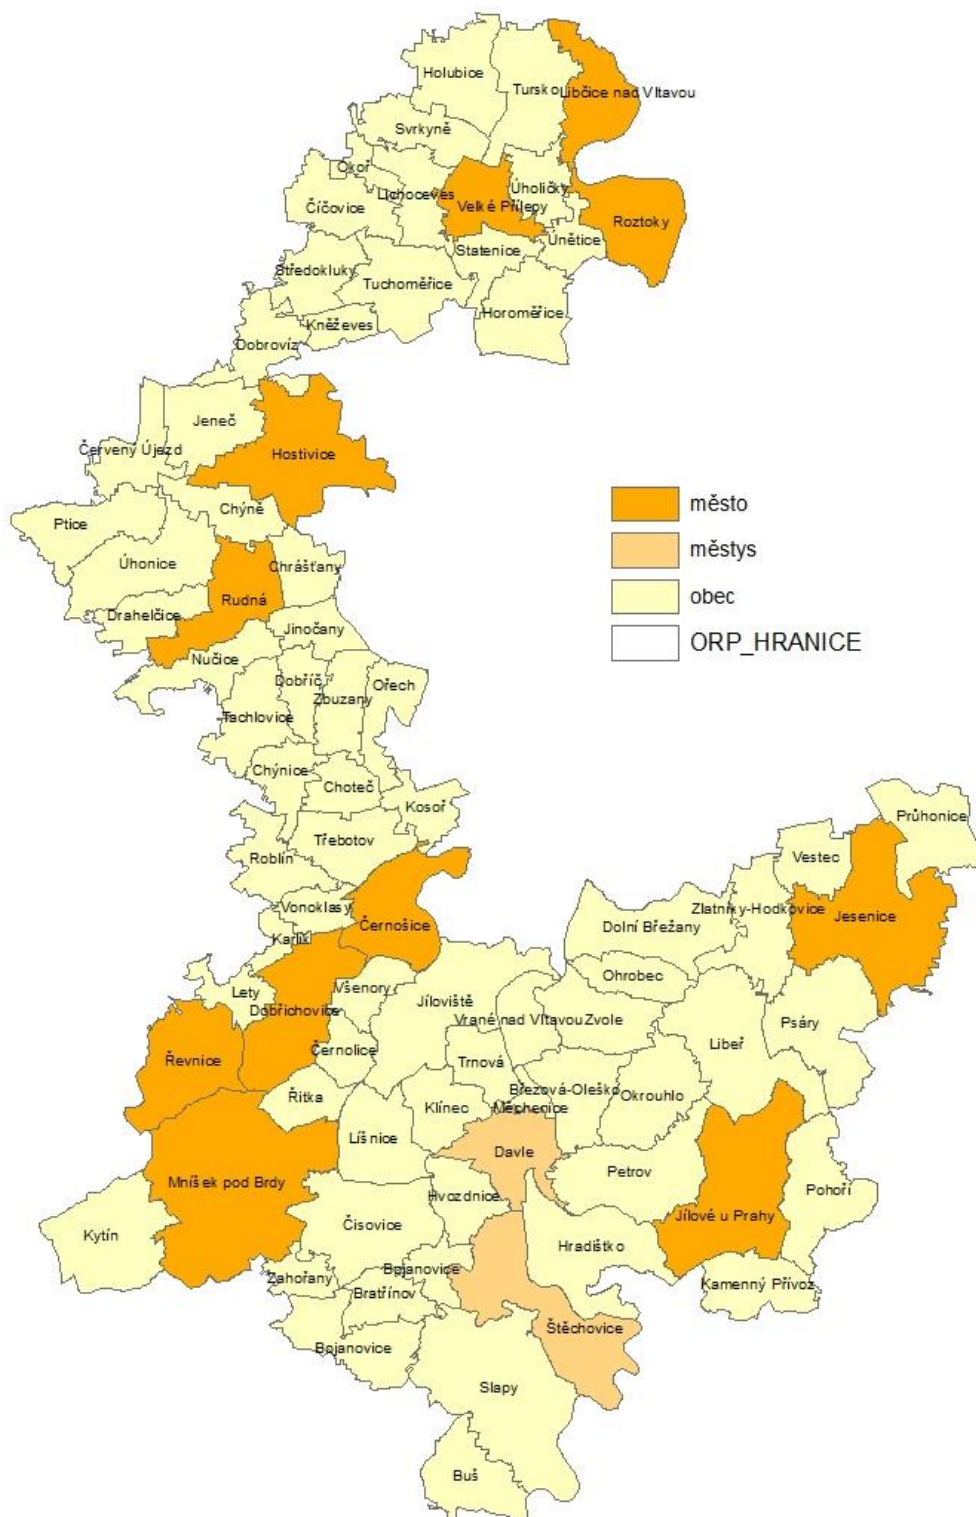 Holubice
Tursko
Libčice nad Vltavou
Svrkyně
Okoř
Lichoceves
Úholičky
Velké Přílepy
Číčovice
Roztoky
Únětice
Statenice
Středokluky
Tuchoměřice
Horoměřice
Kněževes
Dobrovíz
Jeneč
Červený Újezd
Hostivice
město
Chýně
Ptice
městys
Úhonice
Chrášťany
obec
Rudná
Drahelčice
Jinočany
ORP_HRANICE
Nučice
Dobříč
Zbuzany
Ořech
Tachlovice
Chýnice
Choteč
Kosoř
Průhonice
Třebotov
Roblín
Vestec
Vonoklasy
Zlatníky-Hodkovice
Jesenice
Černošice
Dolní Břežany
Karlík
Ohrobec
Lety
Všenory
Jíloviště
Dobřichovice
Vrané nad Vltavou
Zvole
Psáry
Libeř
Černolice
Řevnice
Trnová
Březová-Oleško
Okrouhlo
Řitka
Klínec
Měchenice
Líšnice
Davle
Petrov
Mníšek pod Brdy
Hvozdnice
Jílové u Prahy
Pohoří
Kytín
Čisovice
Hradištko
Bojanovice
Zahořany
Kamenný Přívoz
Bratřínov
Štěchovice
Bojanovice
Slapy
Buš